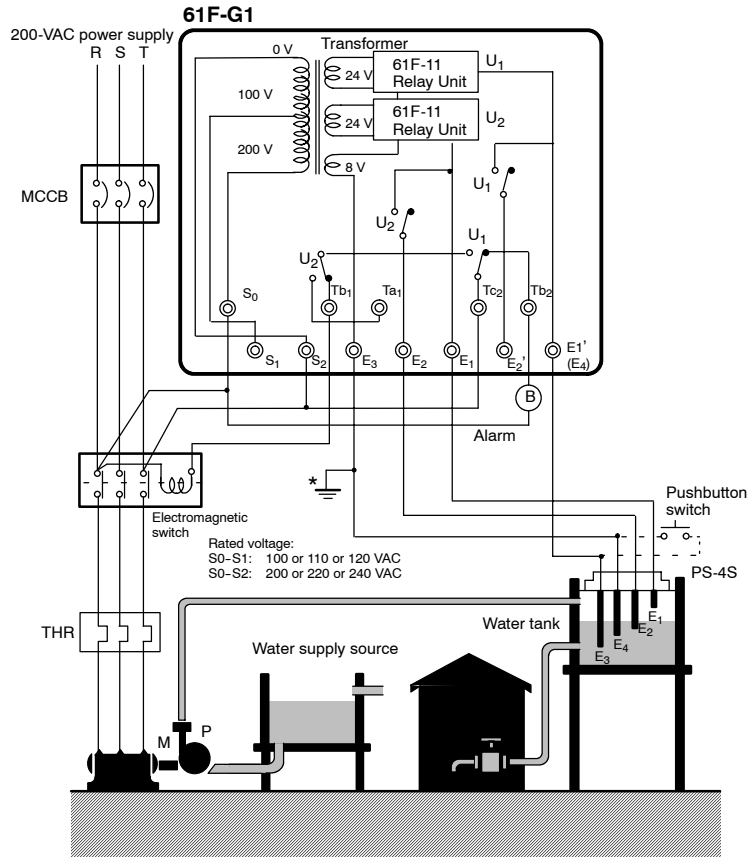 61F-G1
200-VAC power supply
R S T
0 V
Transformer
24 V
61F-11
Relay Unit
U1
100 V
24 V
61F-11
Relay Unit
U2
200 V
8 V
MCCB
U1
U2
U2
U1
S0
Tb1
Ta1
Tc2
Tb2
S1
S2
E3
E2
E1
E2'
E1'
(E4)
B
Alarm
*
Electromagnetic
switch
Pushbutton
switch
Rated voltage:
S0-S1: 100 or 110 or 120 VAC
S0-S2: 200 or 220 or 240 VAC
PS-4S
THR
Water tank
E1
E2
E4
E3
Water supply source
M
P